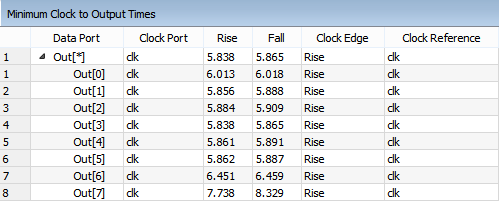 Minimum Clock to Output Times
Data Port Clock Port Rise Fall Clock Edge Clock Reference
1 Out[*] clk 5.838 5.865 Rise clk
1 Out[0] clk 6.013 6.018 Rise clk
2 Out[1] clk 5.856 5.888 Rise clk
3 Out[2] clk 5.884 5.909 Rise clk
4 Out[3] clk 5.838 5.865 Rise clk
5 Out[4] clk 5.861 5.891 Rise clk
6 Out[5] clk 5.862 5.887 Rise clk
7 Out[6] clk 6.451 6.459 Rise clk
8 Out[7] clk 7.738 8.329 Rise clk